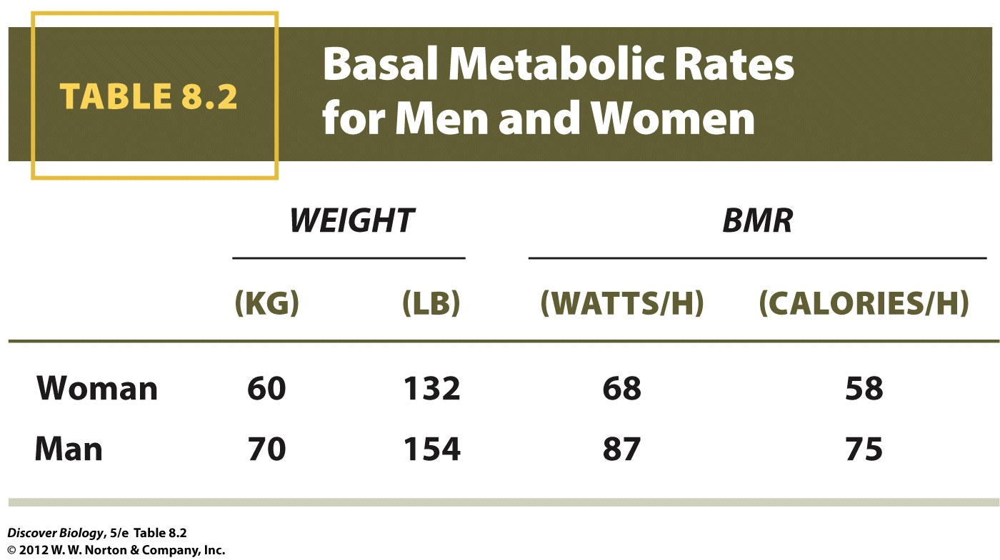 TABLE 8.2
Basal Metabolic Rates
for Men and Women
WEIGHT BMR
(KG) (LB) (WATTS/H) (CALORIES/H)
Woman 60 132 68 58
Man 70 154 87 75
Discover Biology, 5/e Table 8.2
© 2012 W. W. Norton & Company, Inc.